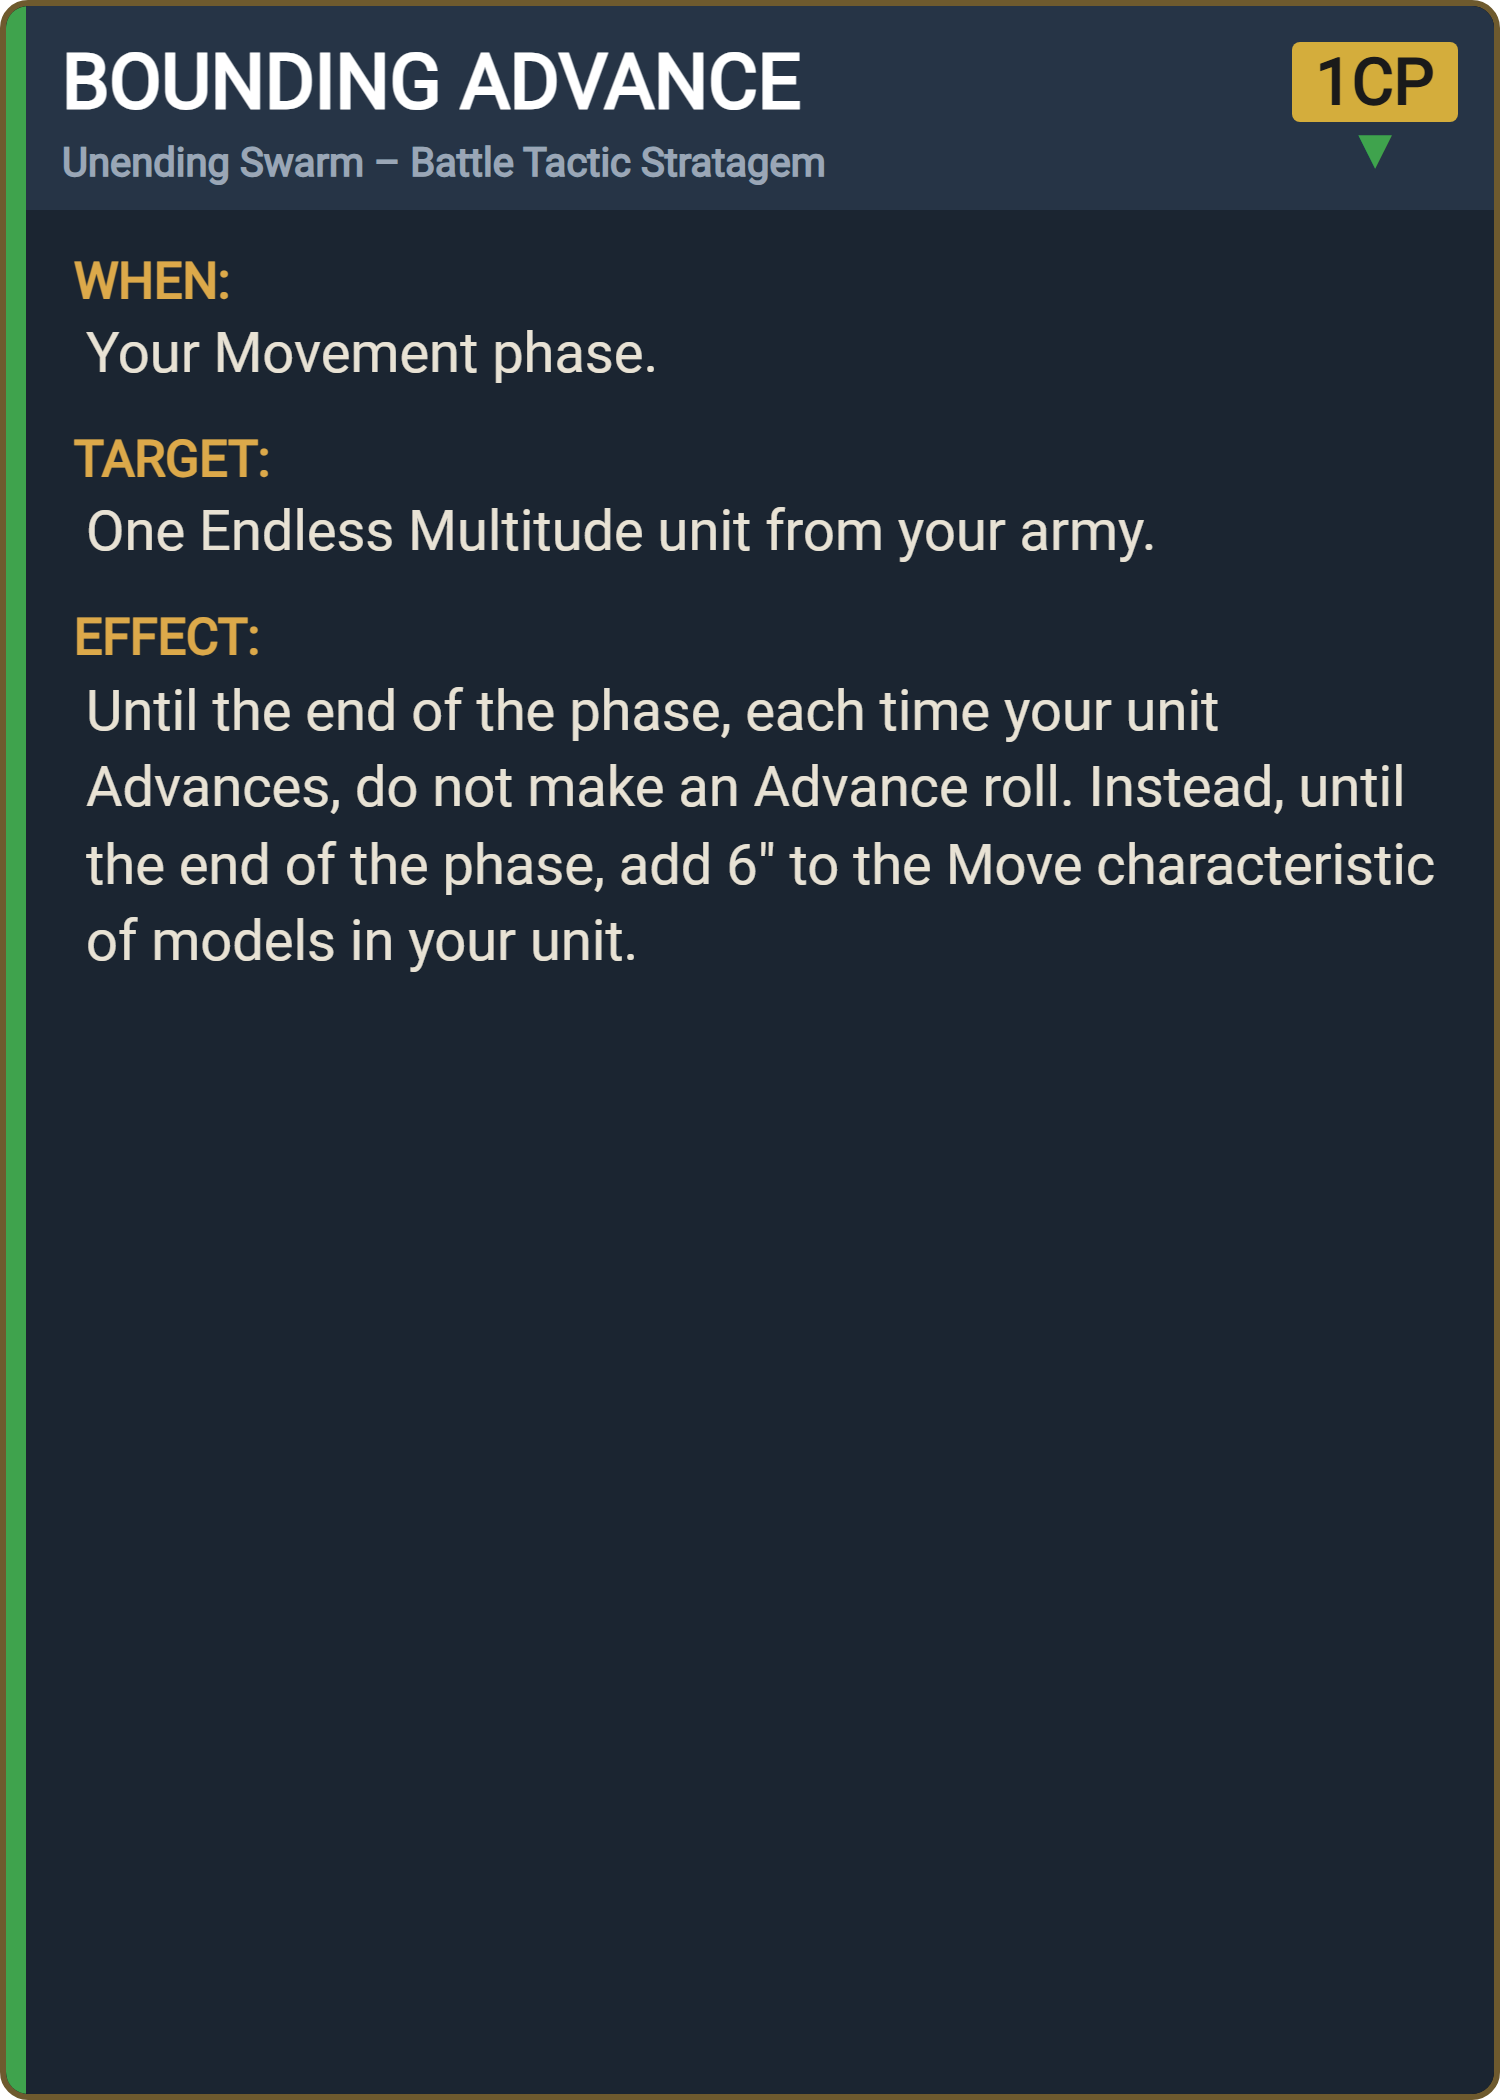 BOUNDING ADVANCE
1CP
Unending Swarm – Battle Tactic Stratagem
WHEN:
Your Movement phase.
TARGET:
One Endless Multitude unit from your army.
EFFECT:
Until the end of the phase, each time your unit
Advances, do not make an Advance roll. Instead, until
the end of the phase, add 6" to the Move characteristic
of models in your unit.